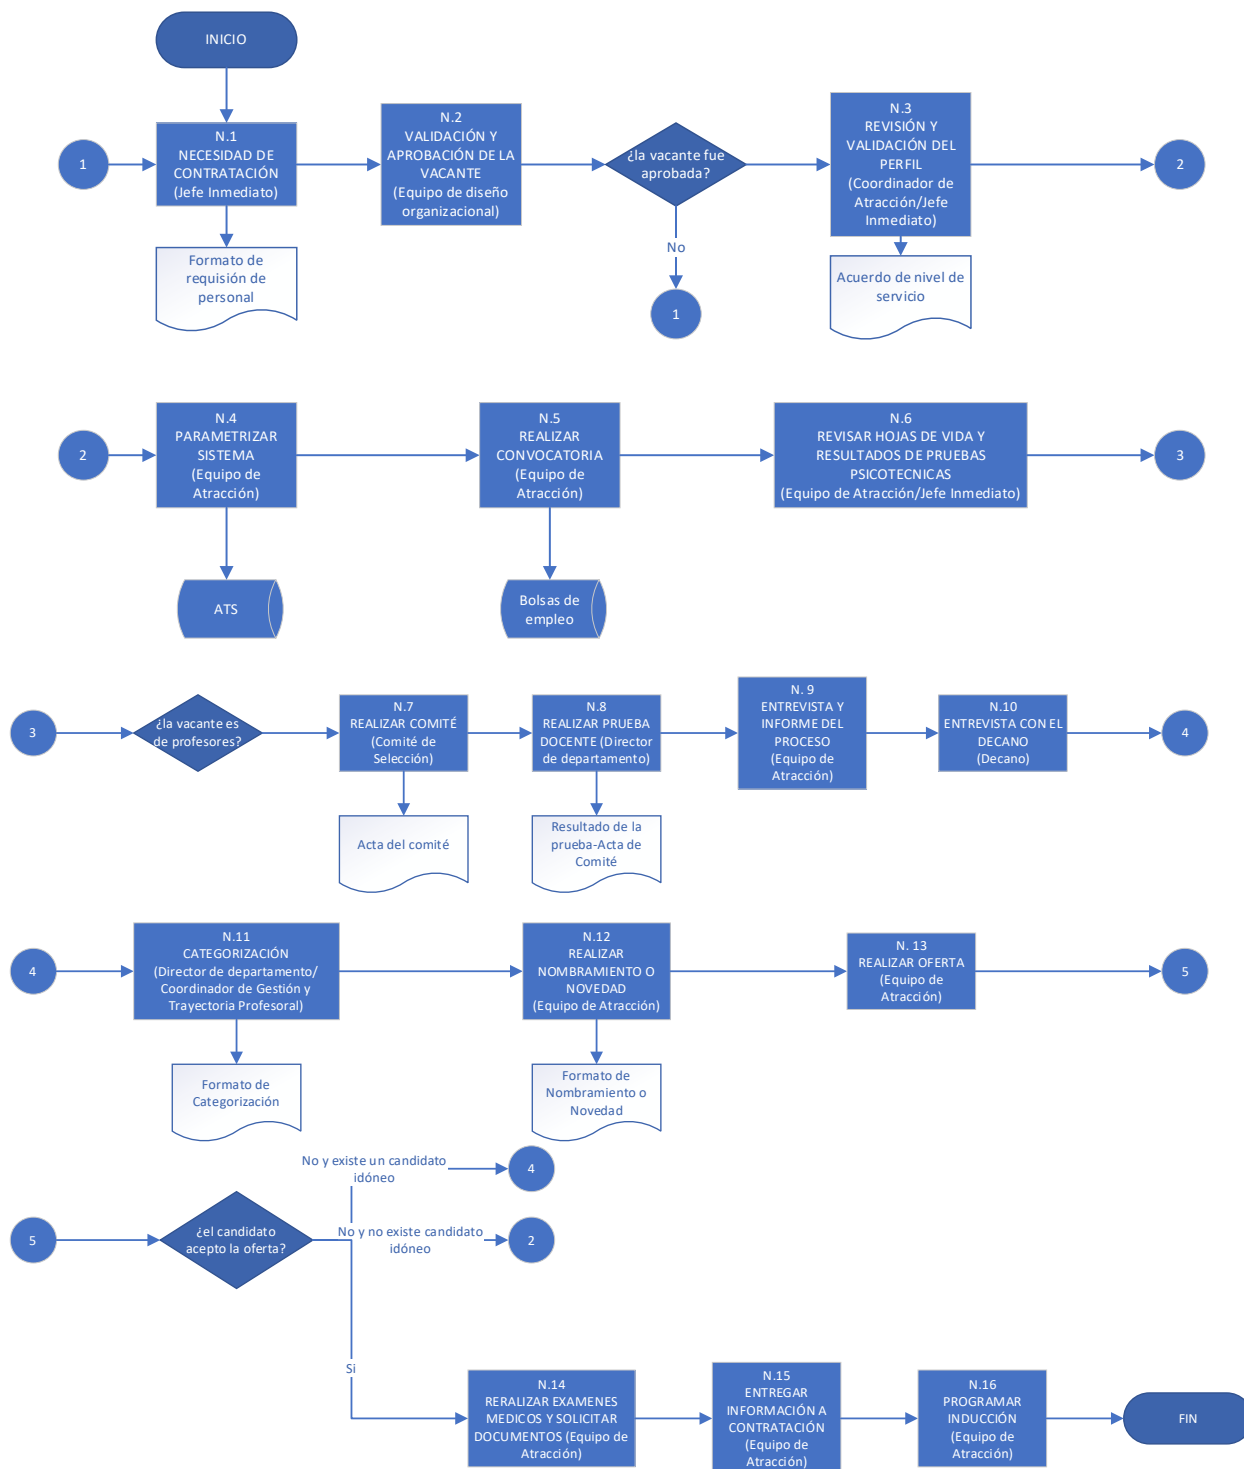 INICIO
1
N.1
NECESIDAD DE
CONTRATACIÓN
(Jefe Inmediato)
Formato de
requisión de
personal
N.2
VALIDACIÓN Y
APROBACIÓN DE LA
VACANTE
(Equipo de diseño
organizacional)
¿la vacante fue
aprobada?
No
1
N.3
REVISIÓN Y
VALIDACIÓN DEL
PERFIL
(Coordinador de
Atracción/Jefe
Inmediato)
Acuerdo de nivel de
servicio
2
2
N.4
PARAMETRIZAR
SISTEMA
(Equipo de
Atracción)
ATS
N.5
REALIZAR
CONVOCATORIA
(Equipo de
Atracción)
Bolsas de
empleo
N.6
REVISAR HOJAS DE VIDA Y
RESULTADOS DE PRUEBAS
PSICOTECNICAS
(Equipo de Atracción/Jefe Inmediato)
3
3
¿la vacante es
de profesores?
N.7
REALIZAR COMITÉ
(Comité de
Selección)
Acta del comité
N.8
REALIZAR PRUEBA
DOCENTE (Director
de departamento)
Resultado de la
prueba-Acta de
Comité
N. 9
ENTREVISTA Y
INFORME DEL
PROCESO
(Equipo de
Atracción)
N.10
ENTREVISTA CON EL
DECANO
(Decano)
4
4
N.11
CATEGORIZACIÓN
(Director de departamento/
Coordinador de Gestión y
Trayectoria Profesoral)
Formato de
Categorización
N.12
REALIZAR
NOMBRAMIENTO O
NOVEDAD
(Equipo de Atracción)
Formato de
Nombramiento o
Novedad
N. 13
REALIZAR OFERTA
(Equipo de
Atracción)
5
5
¿el candidato
acepto la oferta?
No y existe un candidato
idóneo
4
No y no existe candidato
idóneo
2
Si
N.14
RERALIZAR EXAMENES
MEDICOS Y SOLICITAR
DOCUMENTOS (Equipo de
Atracción)
N.15
ENTREGAR
INFORMACIÓN A
CONTRATACIÓN
(Equipo de
Atracción)
N.16
PROGRAMAR
INDUCCIÓN
(Equipo de
Atracción)
FIN